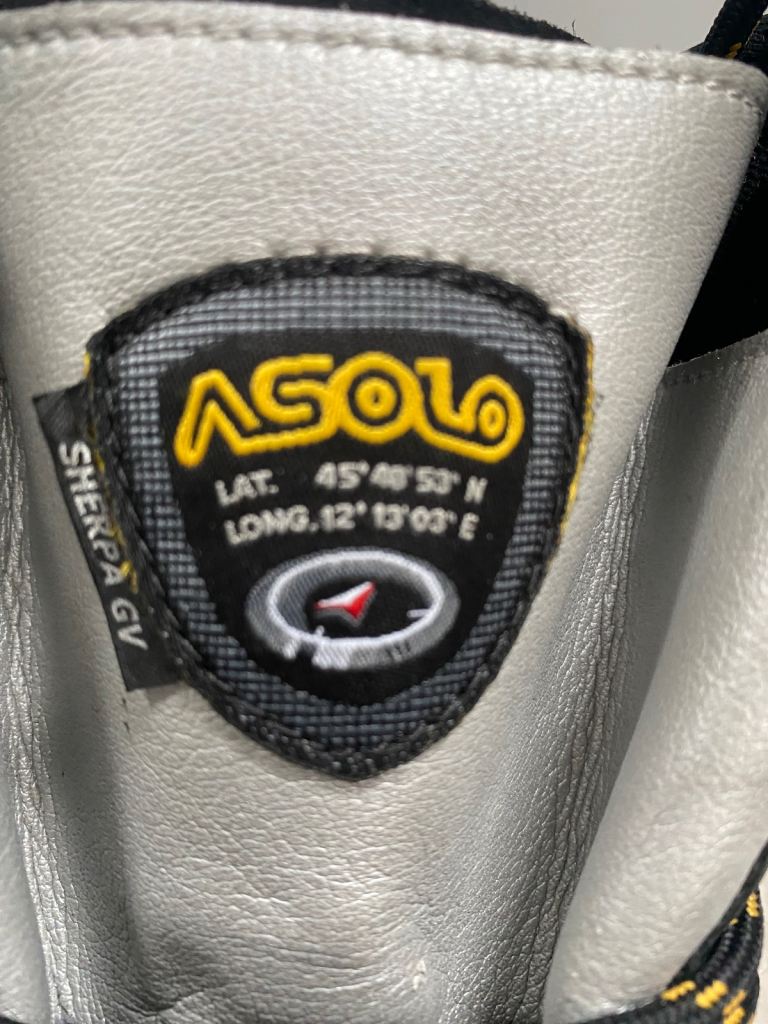 ASOLO
LAT. 45° 48' 53" N
LONG. 12° 13' 03" E
SHERPA GV